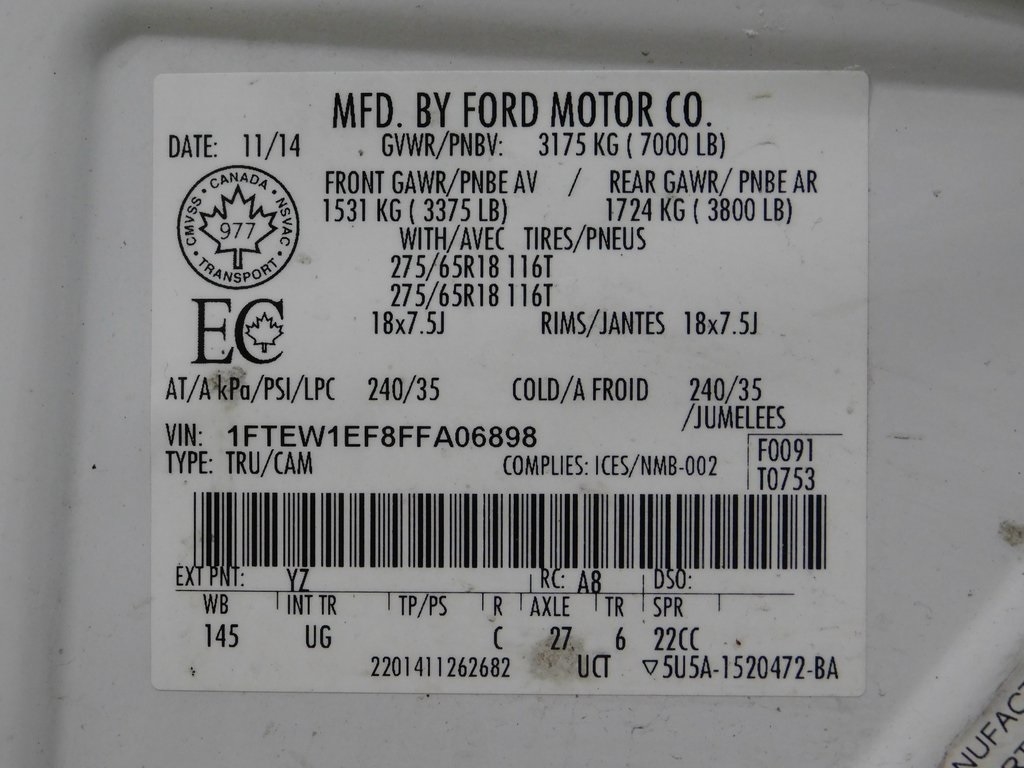 MFD. BY FORD MOTOR CO.
DATE: 11/14 GVWR/PNBV: 3175 KG ( 7000 LB)
FRONT GAWR/PNBE AV / REAR GAWR/ PNBE AR
1531 KG ( 3375 LB) 1724 KG ( 3800 LB)
WITH/AVEC TIRES/PNEUS
275/65R18 116T
275/65R18 116T
18x7.5J RIMS/JANTES 18x7.5J
CANADA
CMVSS 977 NSVAC
TRANSPORT
EC
AT/A kPa/PSI/LPC 240/35 COLD/A FROID 240/35
/JUMELEES
VIN: 1FTEW1EF8FFA06898
TYPE: TRU/CAM COMPLIES: ICES/NMB-002
F0091
T0753
EXT PNT: YZ RC: A8 DSO:
WB INT TR TP/PS R AXLE TR SPR
145 UG C 27 6 22CC
2201411262682 UCT ▽5U5A-1520472-BA
NUFAC